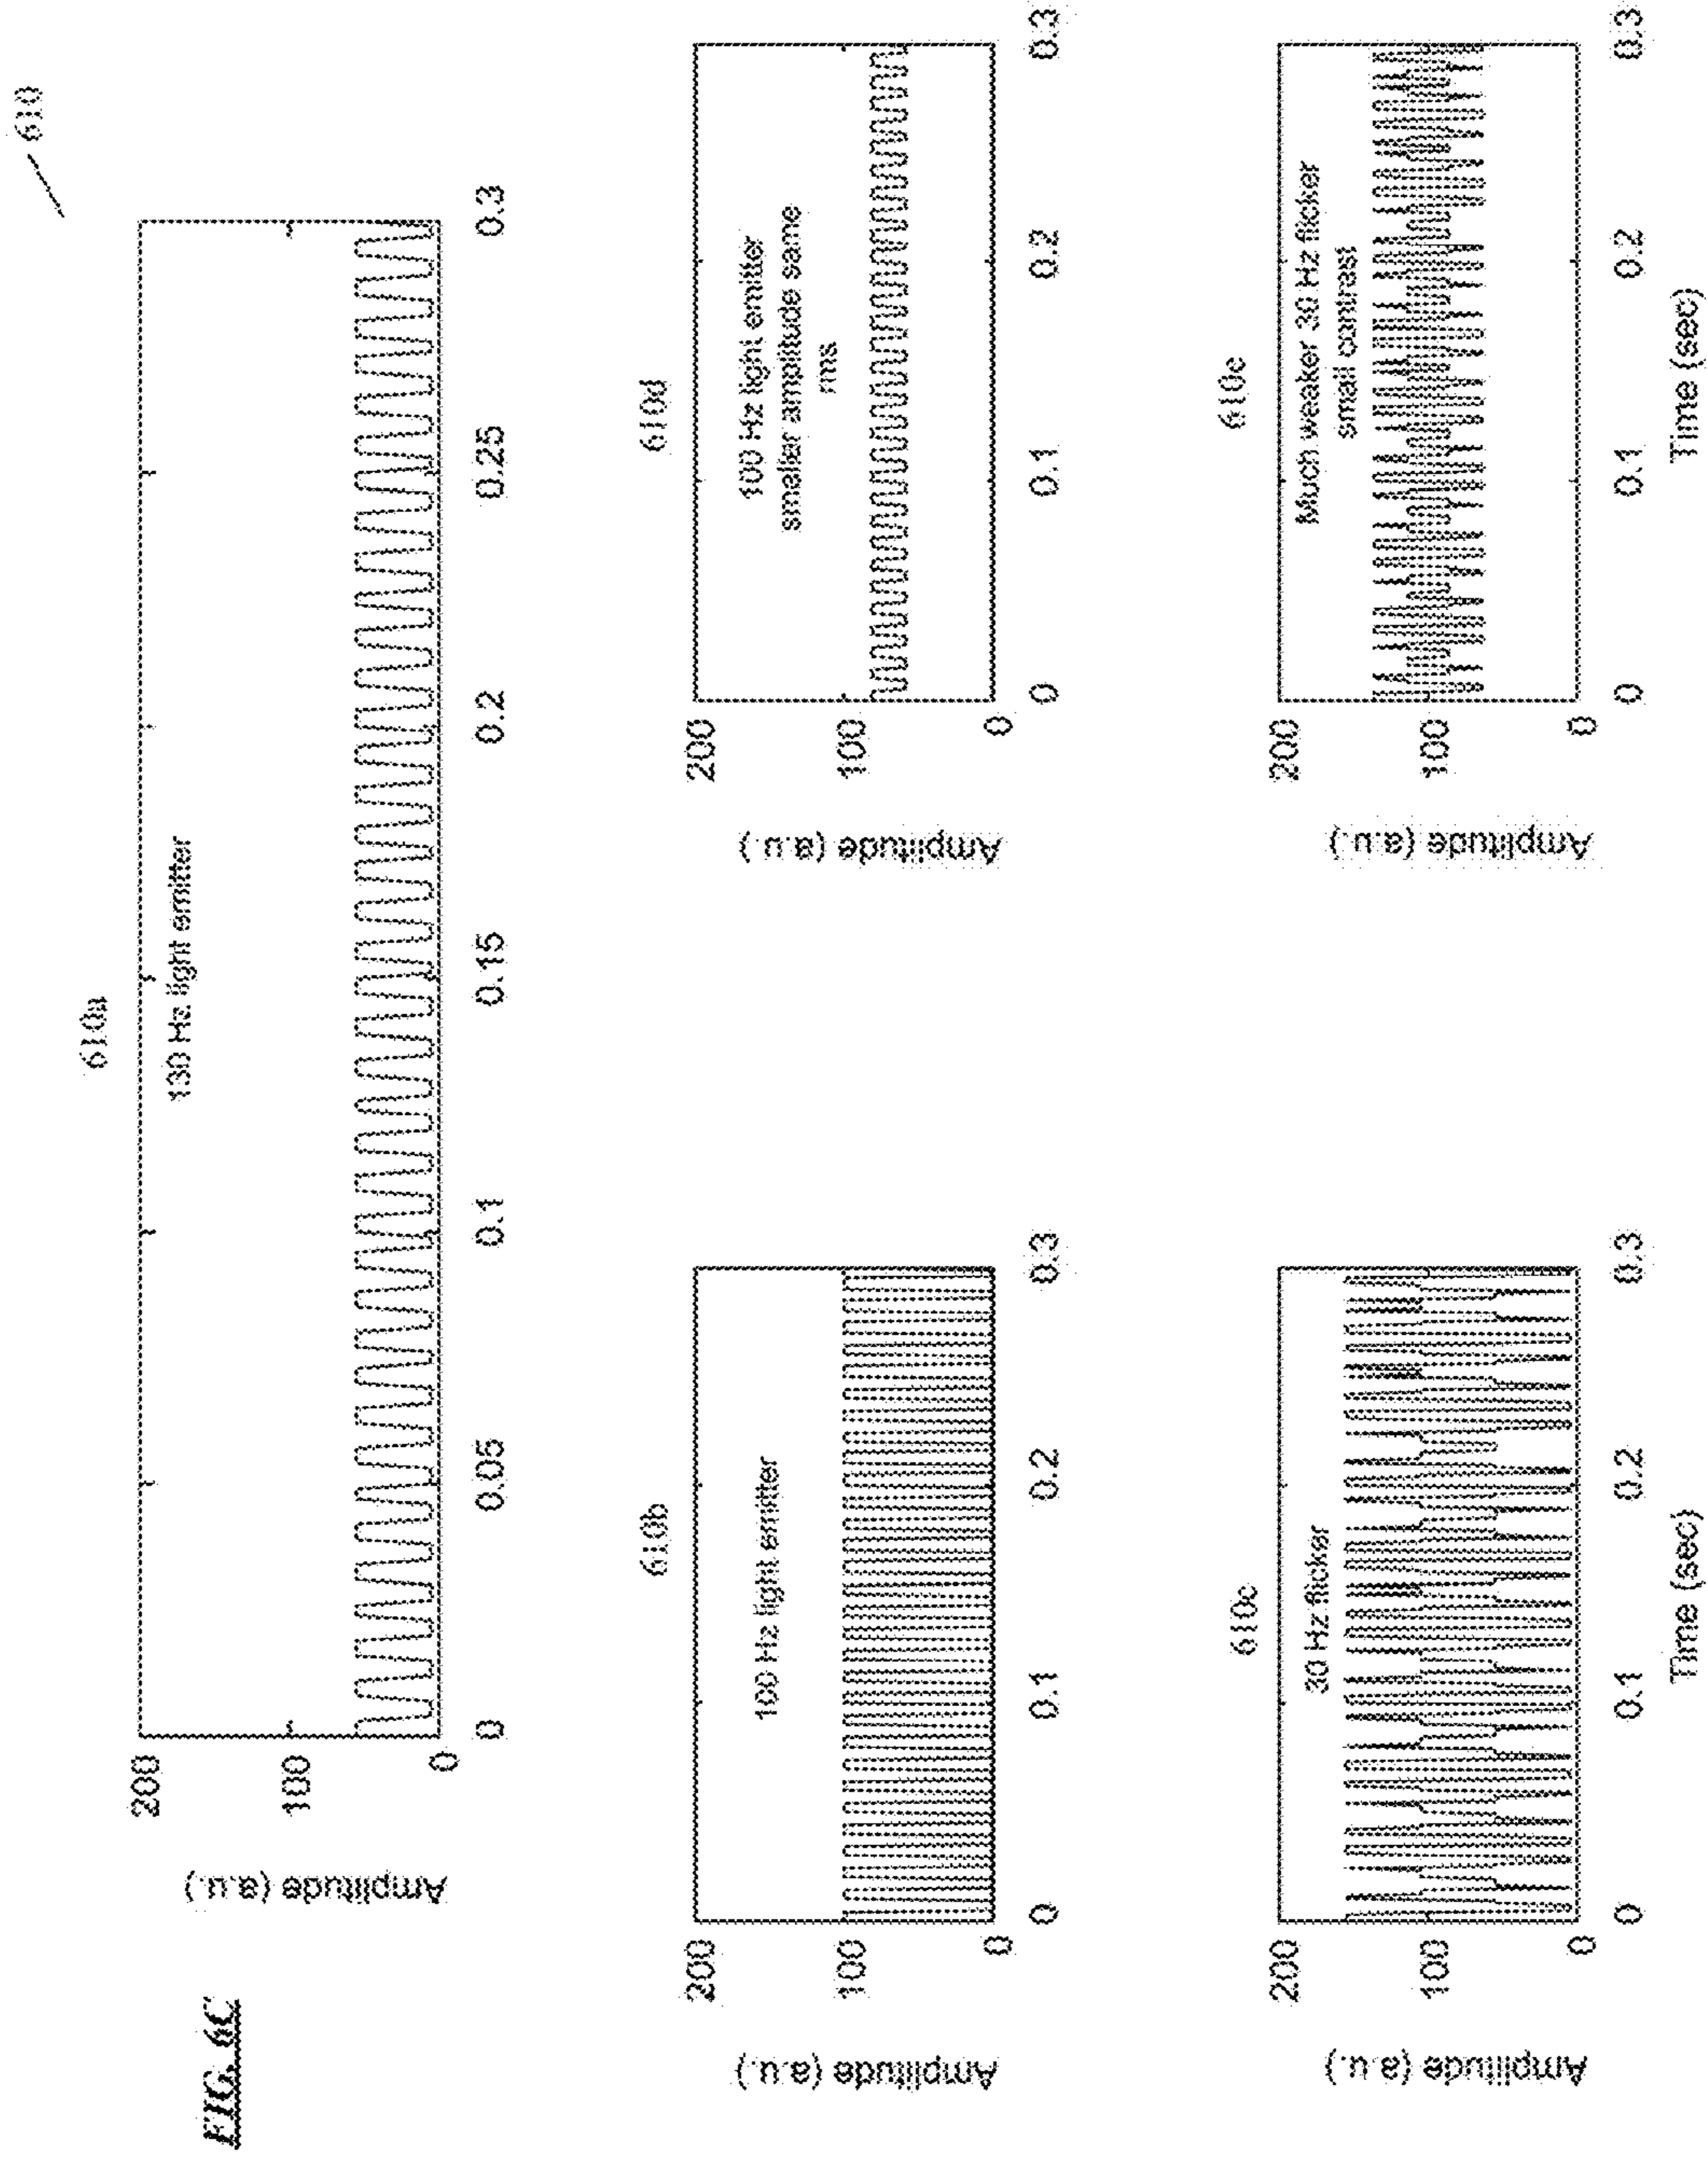 FIG. 6C
610
610a
130 Hz light emitter
Amplitude (a.u.)
200
100
0
0
0.05
0.1
0.15
0.2
0.25
0.3
610b
100 Hz light emitter
Amplitude (a.u.)
200
100
0
0
0.1
0.2
0.3
610d
100 Hz light emitter
smaller amplitude same
rms
Amplitude (a.u.)
200
100
0
0
0.1
0.2
0.3
610c
30 Hz flicker
Amplitude (a.u.)
200
100
0
0
0.1
0.2
0.3
Time (sec)
610e
Much weaker 30 Hz flicker
small contrast
Amplitude (a.u.)
200
100
0
0
0.1
0.2
0.3
Time (sec)